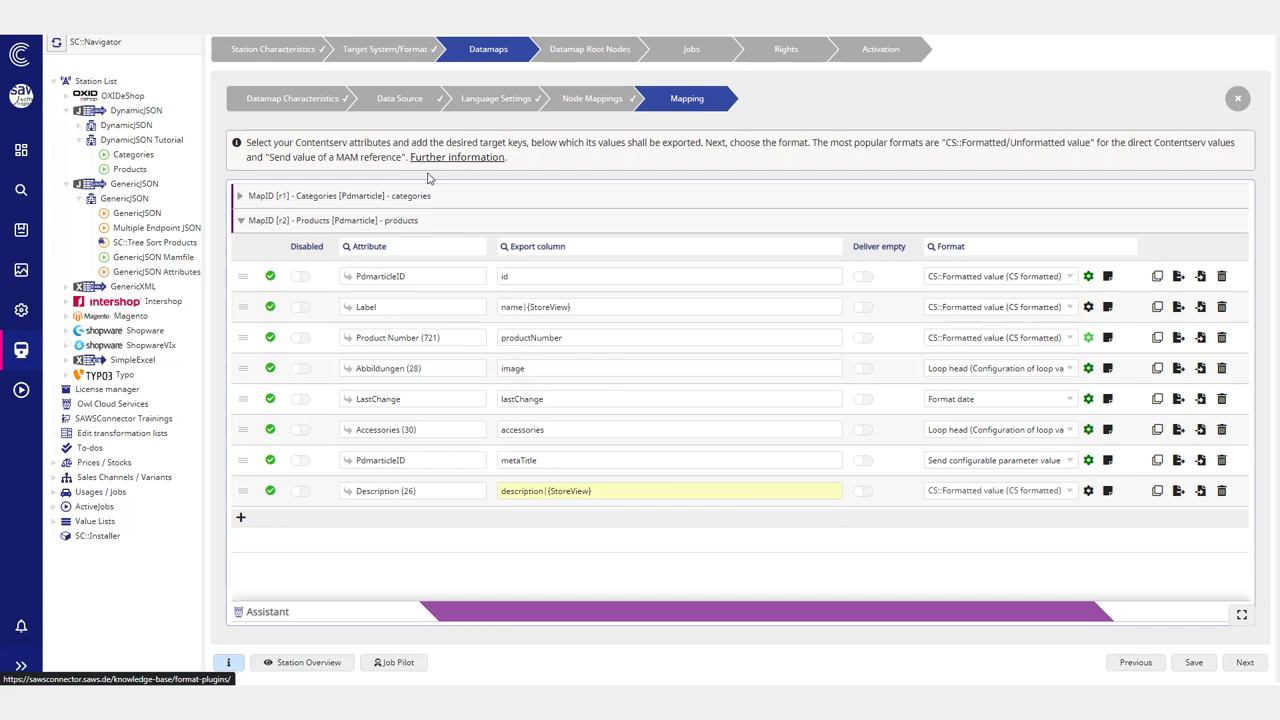 SC::Navigator
Station List
OXID eShop
OXIDeShop
DynamicJSON
DynamicJSON
DynamicJSON Tutorial
Categories
Products
GenericJSON
GenericJSON
GenericJSON
Multiple Endpoint JSON
SC::Tree Sort Products
GenericJSON Mamfile
GenericJSON Attributes
GenericXML
intershop Intershop
Magento Magento
shopware Shopware
shopware ShopwareVIx
SimpleExcel
TYPO3 Typo
License manager
Owl Cloud Services
SAWSConnector Trainings
Edit transformation lists
To-dos
Prices / Stocks
Sales Channels / Variants
Usages / Jobs
ActiveJobs
Value Lists
SC::Installer
Station Characteristics
Target System/Format
Datamaps
Datamap Root Nodes
Jobs
Rights
Activation
Datamap Characteristics
Data Source
Language Settings
Node Mappings
Mapping
Select your Contentserv attributes and add the desired target keys, below which its values shall be exported. Next, choose the format. The most popular formats are "CS::Formatted/Unformatted value" for the direct Contentserv values
and "Send value of a MAM reference". Further information.
MapID [r1] - Categories [Pdmarticle] - categories
MapID [r2] - Products [Pdmarticle] - products
Disabled Attribute Export column Deliver empty Format
PdmarticleID id CS::Formatted value (CS formatted)
Label name|{StoreView} CS::Formatted value (CS formatted)
Product Number (721) productNumber CS::Formatted value (CS formatted)
Abbildungen (28) image Loop head (Configuration of loop va
LastChange lastChange Format date
Accessories (30) accessories Loop head (Configuration of loop va
PdmarticleID metaTitle Send configurable parameter value
Description (26) description|{StoreView} CS::Formatted value (CS formatted)
Assistant
Station Overview
Job Pilot
Previous
Save
Next
https://sawsconnector.saws.de/knowledge-base/format-plugins/